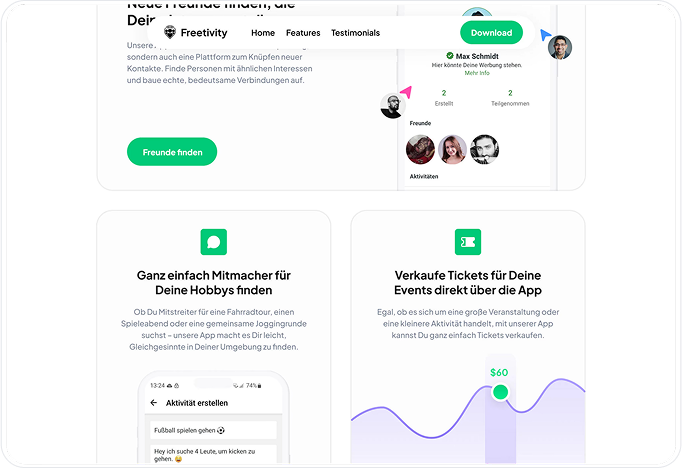 Neue Freunde finden, die
Freetivity
Home
Features
Testimonials
Download
sondern auch eine Plattform zum Knüpfen neuer
Kontakte. Finde Personen mit ähnlichen Interessen
und baue echte, bedeutsame Verbindungen auf.
Freunde finden
Max Schmidt
Hier könnte Deine Werbung stehen.
Mehr Info
2
2
Erstellt
Teilgenommen
Freunde
Aktivitäten
Ganz einfach Mitmacher für
Deine Hobbys finden
Ob Du Mitstreiter für eine Fahrradtour, einen
Spieleabend oder eine gemeinsame Joggingrunde
suchst – unsere App macht es Dir leicht,
Gleichgesinnte in Deiner Umgebung zu finden.
13:24
74%
Aktivität erstellen
Fußball spielen gehen ⚽
Hey ich suche 4 Leute, um kicken zu
gehen. 😄
Verkaufe Tickets für Deine
Events direkt über die App
Egal, ob es sich um eine große Veranstaltung oder
eine kleinere Aktivität handelt, mit unserer App
kannst Du ganz einfach Tickets verkaufen.
$60